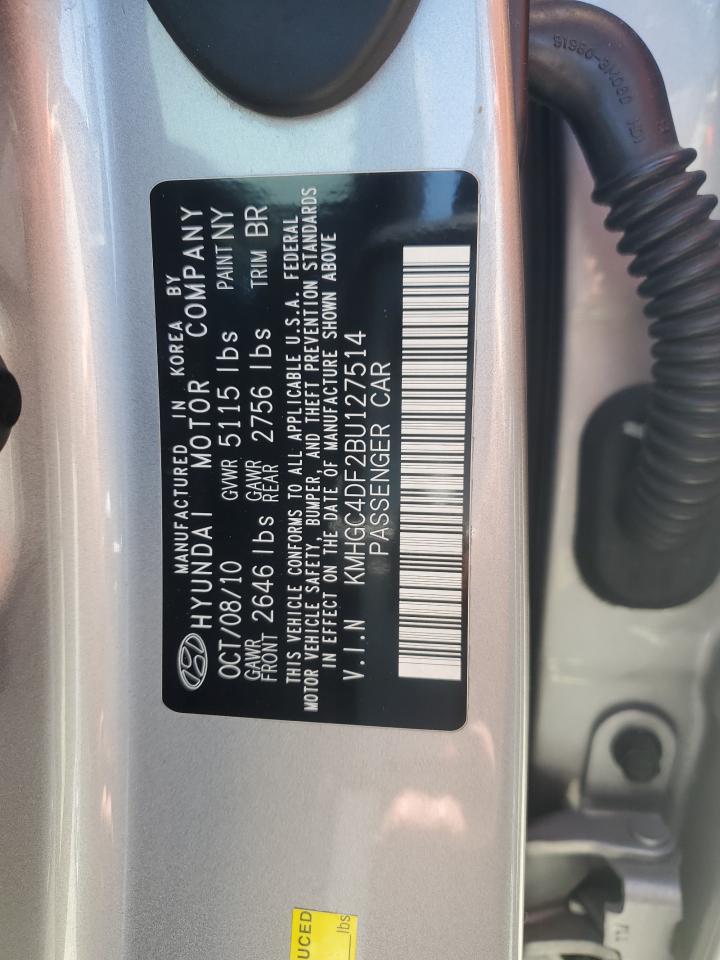 MANUFACTURED IN KOREA BY
HYUNDAI MOTOR COMPANY
OCT/08/10 GVWR 5115 lbs PAINT NY
GAWR FRONT 2646 lbs GAWR REAR 2756 lbs TRIM BR
THIS VEHICLE CONFORMS TO ALL APPLICABLE U.S.A. FEDERAL
MOTOR VEHICLE SAFETY, BUMPER, AND THEFT PREVENTION STANDARDS
IN EFFECT ON THE DATE OF MANUFACTURE SHOWN ABOVE
V.I.N KMHGC4DF2BU127514
PASSENGER CAR
UCED
lbs